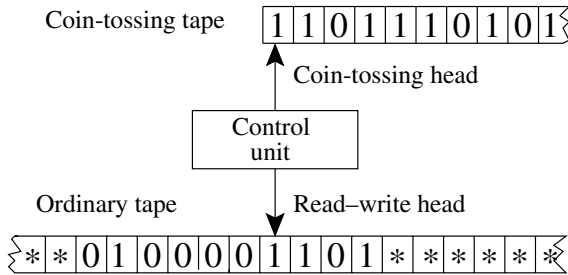 Coin-tossing tape 1 1 0 1 1 1 0 1 0 1
Coin-tossing head
Control
unit
Ordinary tape Read–write head
* * 0 1 0 0 0 0 1 1 0 1 * * * * * *